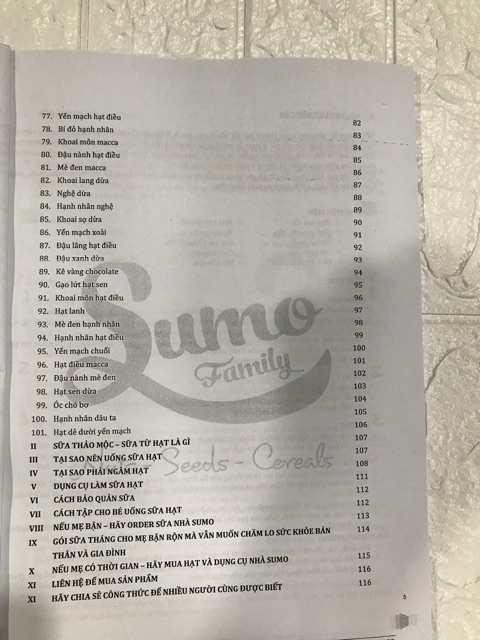 77. Yến mạch hạt điều 82
78. Bí đỏ hạnh nhân 83
79. Khoai môn macca 84
80. Đậu nành hạt điều 85
81. Mè đen macca 86
82. Khoai lang dừa 87
83. Nghệ dừa 88
84. Hạnh nhân nghệ 89
85. Khoai sọ dừa 90
86. Yến mạch xoài 91
87. Đậu lăng hạt điều 92
88. Đậu xanh dừa 93
89. Kê vàng chocolate 94
90. Gạo lứt hạt sen 95
91. Khoai môn hạt điều 96
92. Hạt lanh 97
93. Mè đen hạnh nhân 98
94. Hạnh nhân hạt điều 99
95. Yến mạch chuối 100
96. Hạt điều macca 101
97. Đậu nành mè đen 102
98. Hạt sen dừa 103
99. Óc chó bơ 104
100. Hạnh nhân dâu ta 105
101. Hạt dẻ dưới yến mạch 106
II SỮA THẢO MỘC – SỮA TỪ HẠT LÀ GÌ 107
III TẠI SAO NÊN UỐNG SỮA HẠT 107
IV TẠI SAO PHẢI NGÂM HẠT 108
V DỤNG CỤ LÀM SỮA HẠT 111
VI CÁCH BẢO QUẢN SỮA 112
VII CÁCH TẬP CHO BÉ UỐNG SỮA HẠT 112
VIII NẾU MẸ BẬN – HÃY ORDER SỮA NHÀ SUMO 113
IX GÓI SỮA THÁNG CHO MẸ BẬN RỘN MÀ VẪN MUỐN CHĂM LO SỨC KHỎE BẢN 114
THÂN VÀ GIA ĐÌNH
X NẾU MẸ CÓ THỜI GIAN – HÃY MUA HẠT VÀ DỤNG CỤ NHÀ SUMO 115
XI LIÊN HỆ ĐỂ MUA SẢN PHẨM 116
XI HÃY CHIA SẺ CÔNG THỨC ĐỂ NHIỀU NGƯỜI CÙNG ĐƯỢC BIẾT 116
5
Sumo
Family
Nuts - Seeds - Cereals